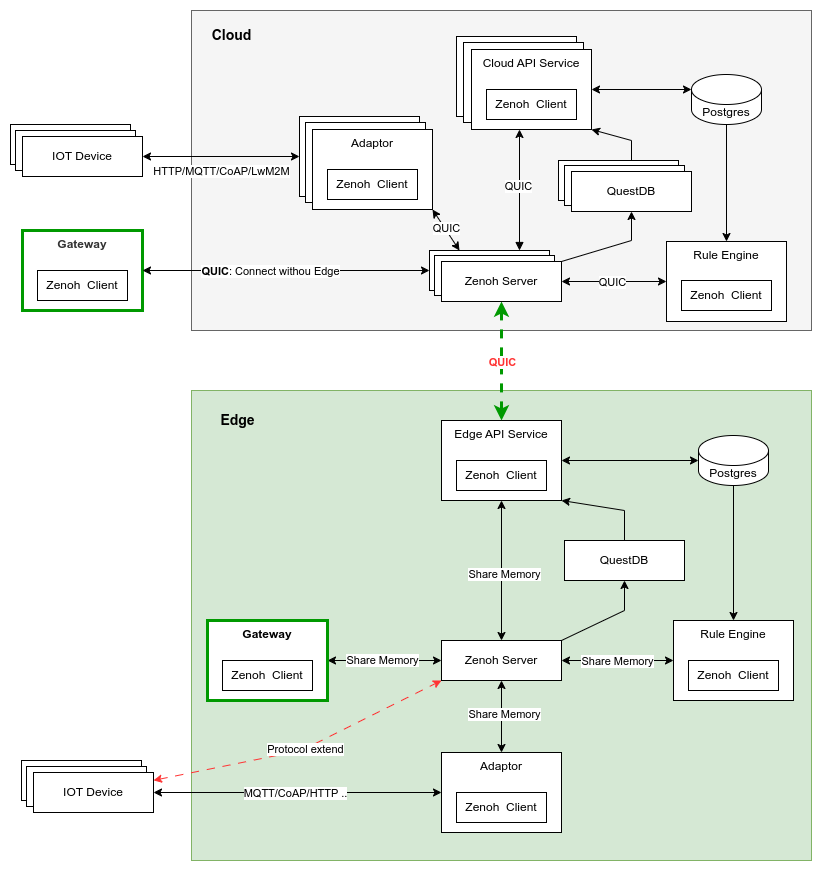 Cloud
Cloud API Service
Zenoh Client
Postgres
IOT Device
HTTP/MQTT/CoAP/LwM2M
Adaptor
Zenoh Client
QUIC
QUIC
QuestDB
Gateway
Zenoh Client
QUIC: Connect withou Edge
Zenoh Server
QUIC
Rule Engine
Zenoh Client
QUIC
Edge
Edge API Service
Zenoh Client
Postgres
Share Memory
QuestDB
Gateway
Zenoh Client
Share Memory
Zenoh Server
Share Memory
Rule Engine
Zenoh Client
Share Memory
Protocol extend
IOT Device
MQTT/CoAP/HTTP ..
Adaptor
Zenoh Client